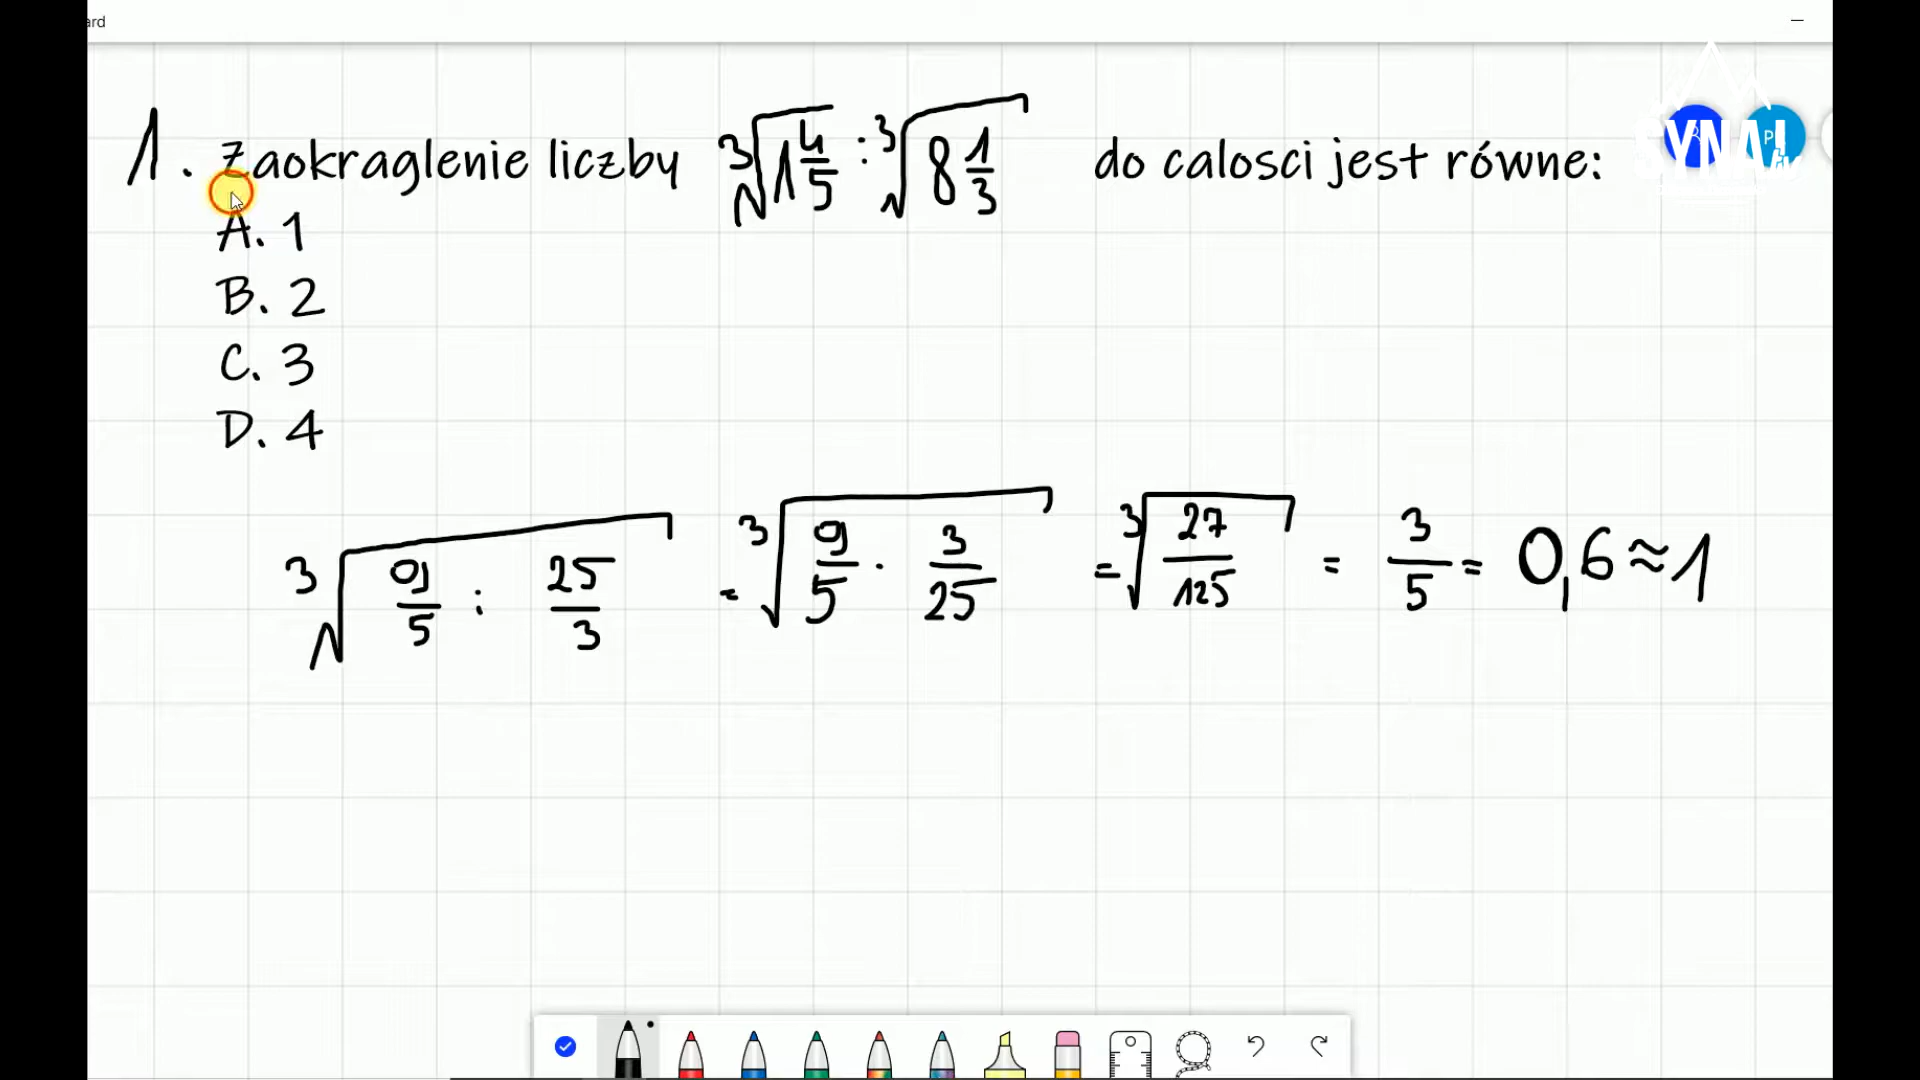 ard
1. Zaokraglenie liczby ∛1 4/5 : ∛8 1/3 do calosci jest równe:
A. 1
B. 2
C. 3
D. 4
∛(9/5 : 25/3) = ∛(9/5 · 3/25) = ∛(27/125) = 3/5 = 0,6 ≈ 1